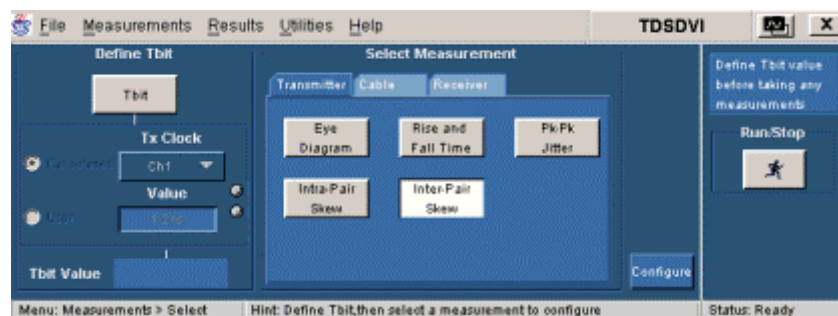 File Measurements Results Utilities Help TDSDVI X
Define Tbit
Tbit
Tx Clock
Ch1
Value
Tbit Value
Select Measurement
Transmitter Cable Receiver
Eye Diagram
Rise and Fall Time
Pk-Pk Jitter
Intra-Pair Skew
Inter-Pair Skew
Configure
Define Tbit value
before taking any
measurements
Run/Stop
Menu: Measurements > Select
Hint: Define Tbit,then select a measurement to configure
Status: Ready